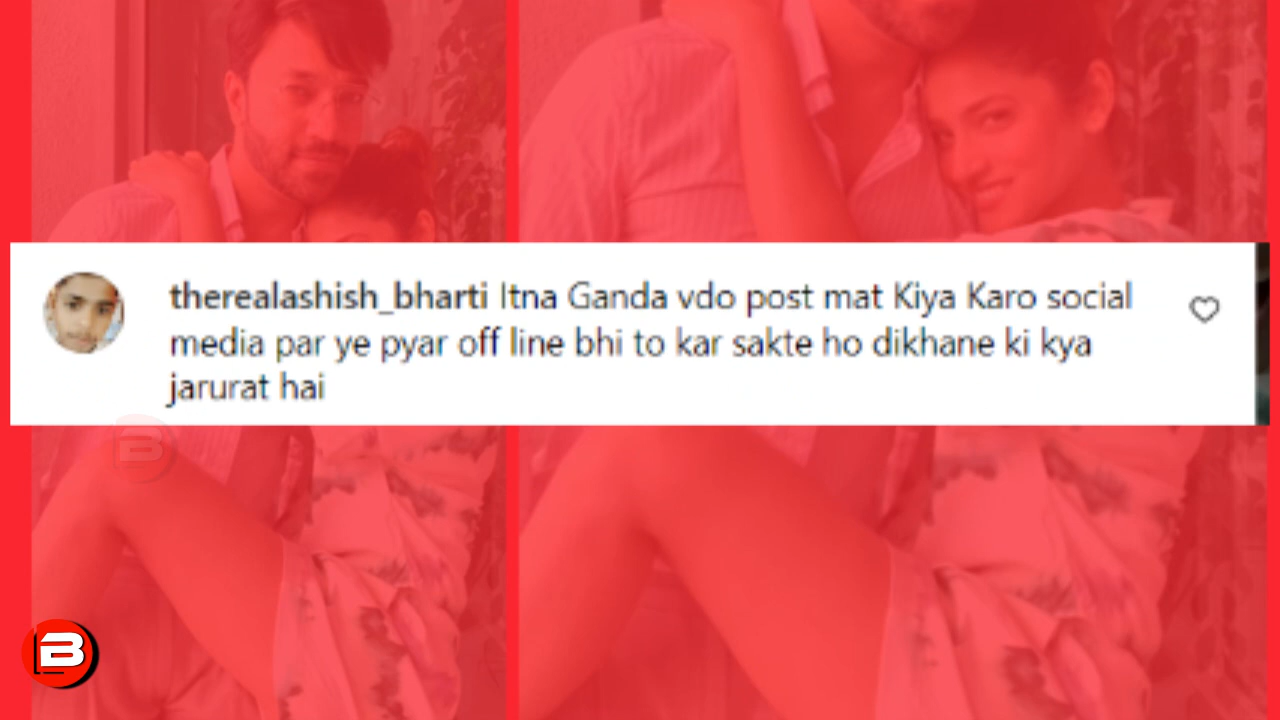 therealashish_bharti Itna Ganda vdo post mat Kiya Karo social
media par ye pyar off line bhi to kar sakte ho dikhane ki kya
jarurat hai
B
B